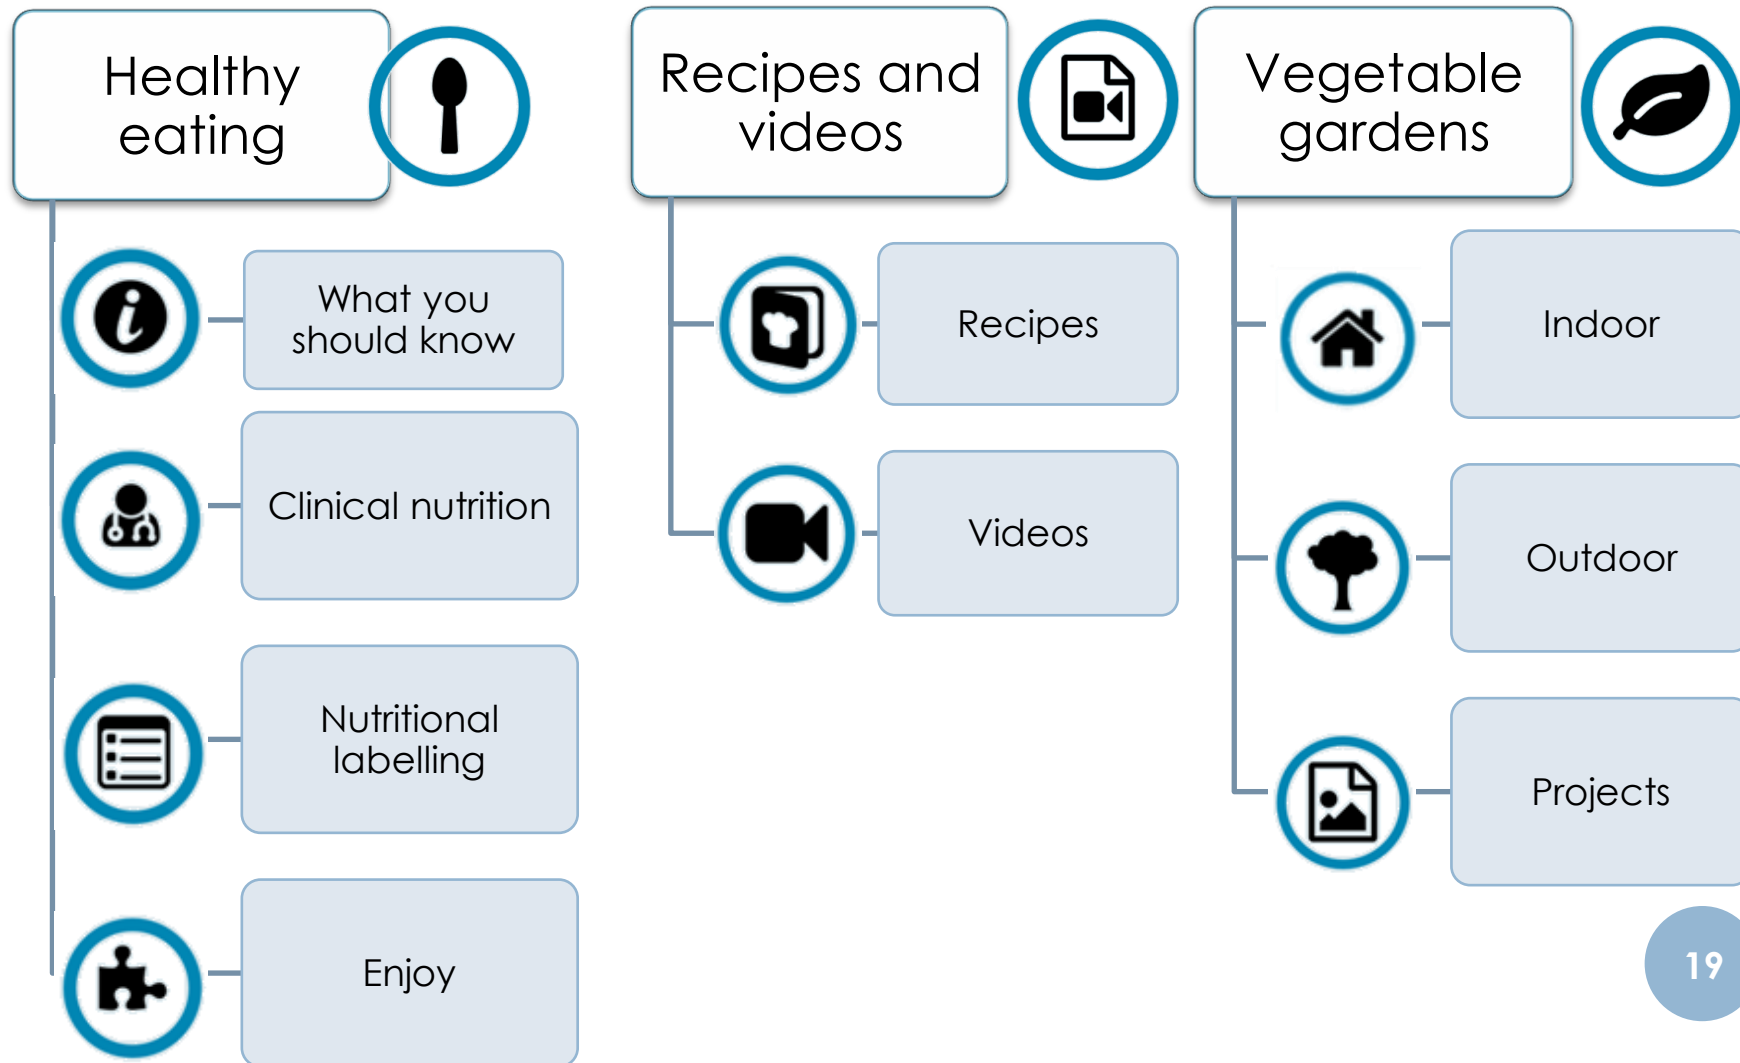 Healthy
eating
What you
should know
Clinical nutrition
Nutritional
labelling
Enjoy
Recipes and
videos
Recipes
Videos
Vegetable
gardens
Indoor
Outdoor
Projects
19